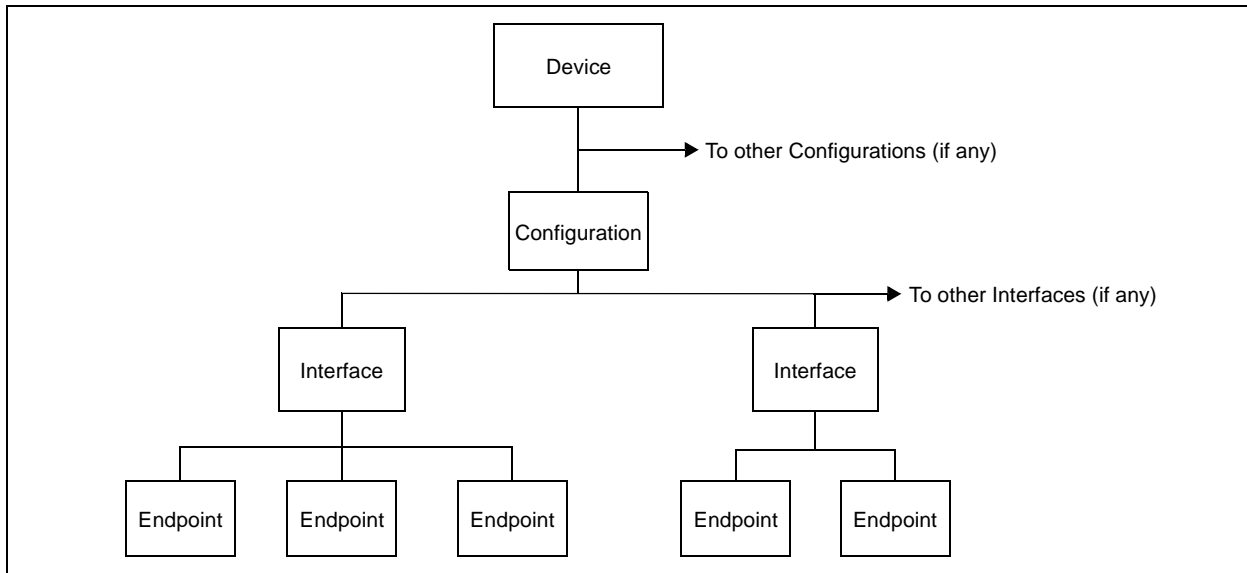 Device
To other Configurations (if any)
Configuration
To other Interfaces (if any)
Interface
Interface
Endpoint
Endpoint
Endpoint
Endpoint
Endpoint